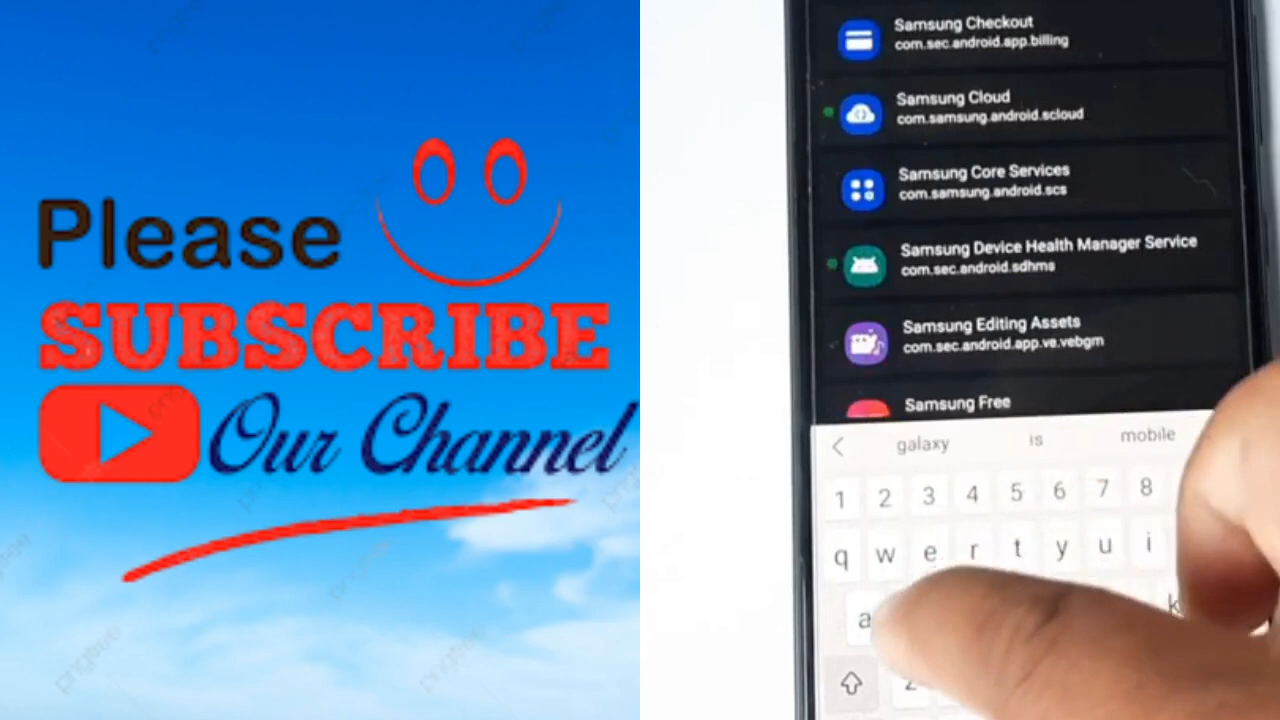 Please
SUBSCRIBE
Our Channel
Samsung Checkout
com.sec.android.app.billing
Samsung Cloud
com.samsung.android.scloud
Samsung Core Services
com.samsung.android.scs
Samsung Device Health Manager Service
com.sec.android.sdhms
Samsung Editing Assets
com.sec.android.app.ve.vebgm
Samsung Free
galaxy is mobile
1 2 3 4 5 6 7 8
q w e r t y u i
a k
z